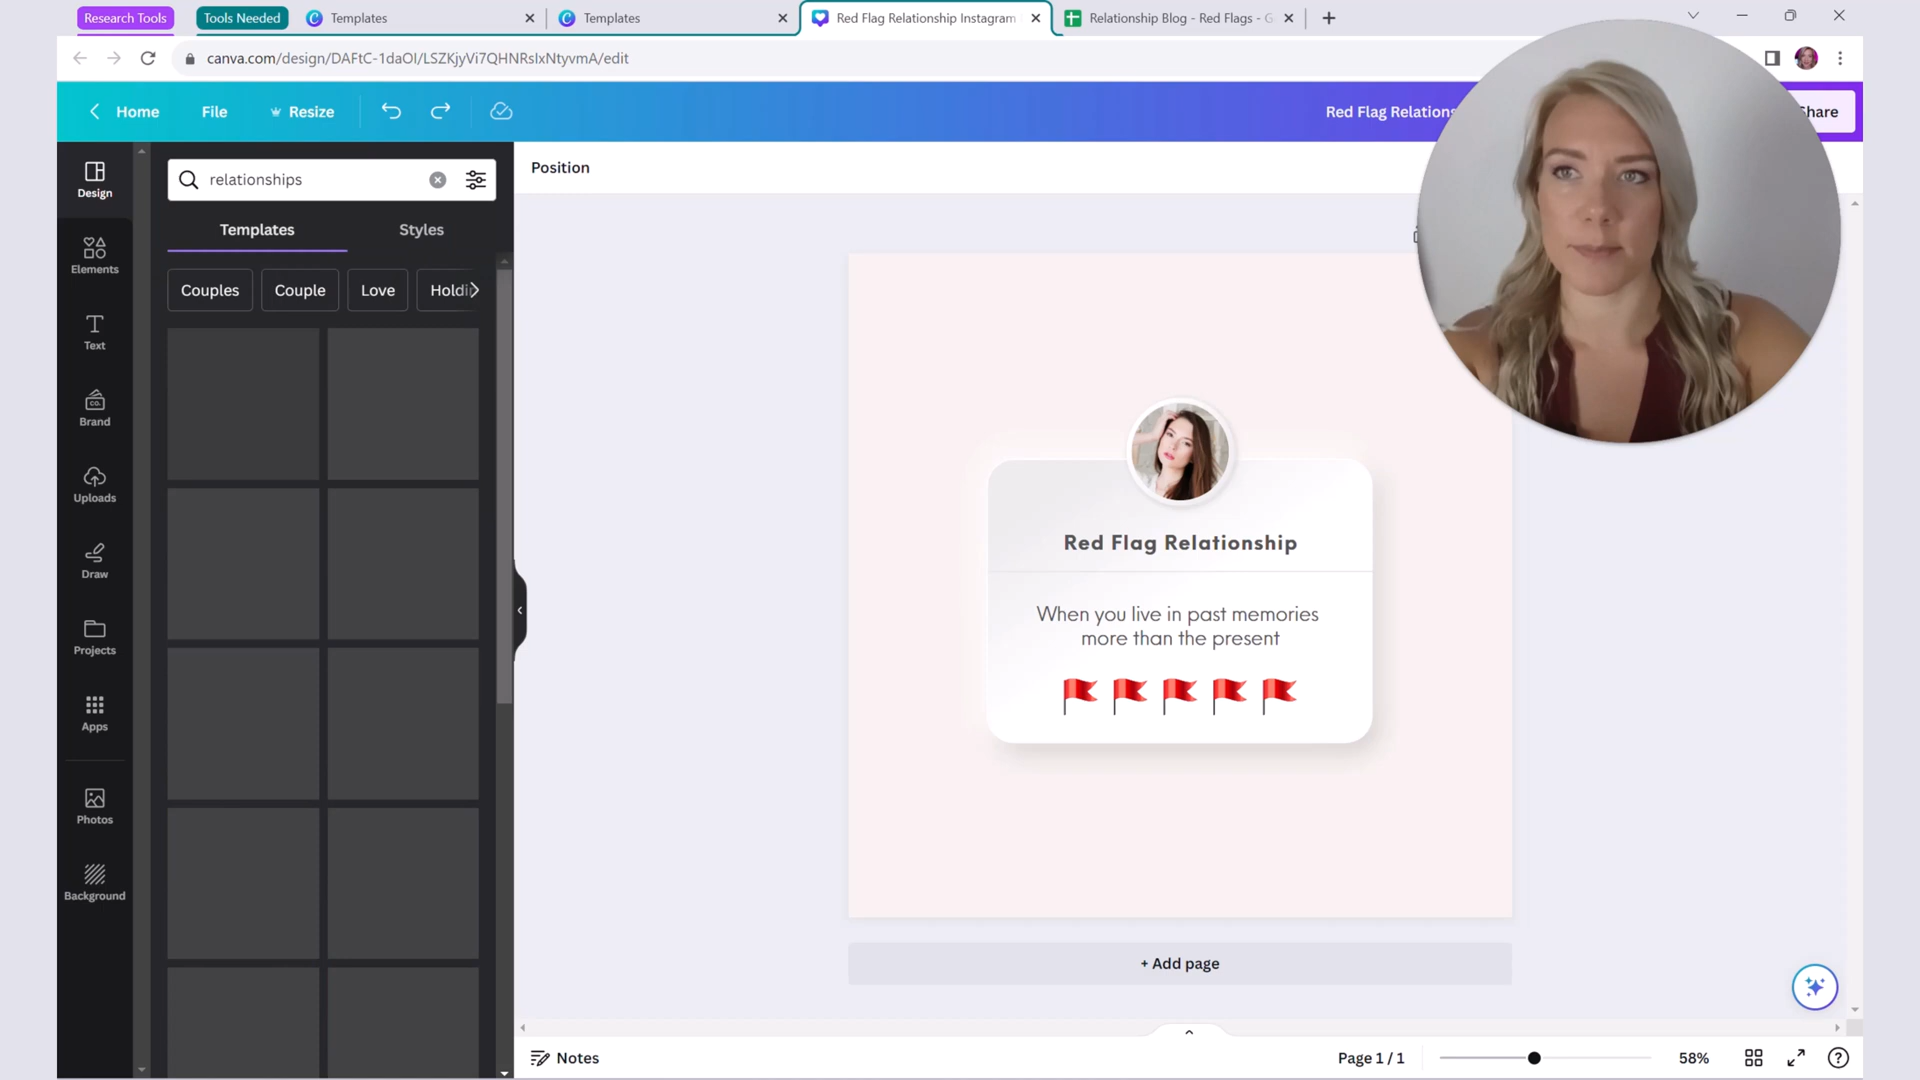 Research Tools
Tools Needed
Templates
Templates
Red Flag Relationship Instagram
Relationship Blog - Red Flags - G
canva.com/design/DAFtC-1daOI/LSZKjyVi7QHNRsIxNtyvmA/edit
Home
File
Resize
Red Flag Relations
Share
Design
Elements
Text
Brand
Uploads
Draw
Projects
Apps
Photos
Background
relationships
Templates
Styles
Couples
Couple
Love
Holdi
Position
Red Flag Relationship
When you live in past memories
more than the present
+ Add page
Notes
Page 1 / 1
58%